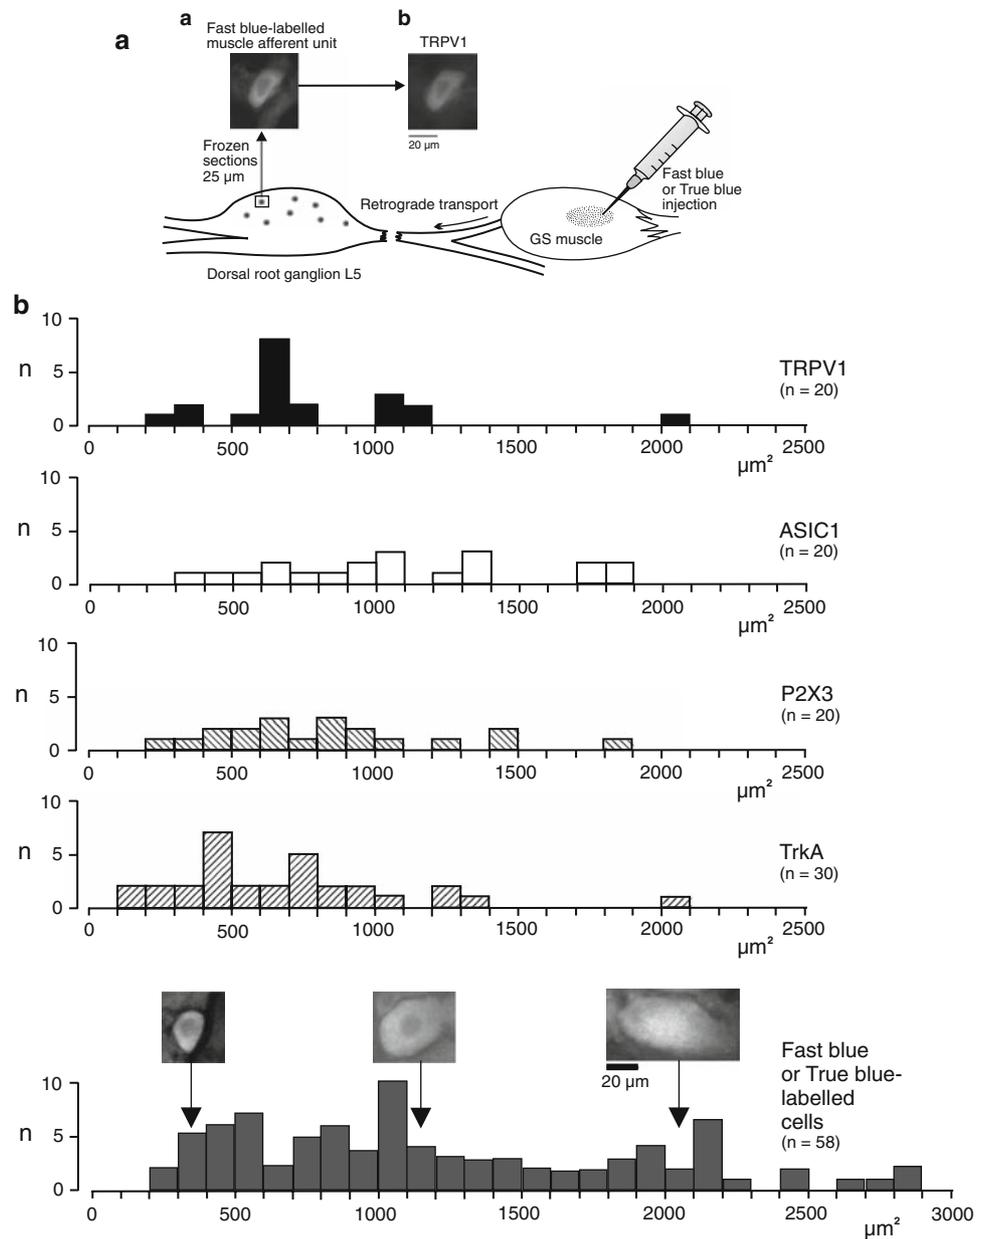 a
a
b
Fast blue-labelled
muscle afferent unit
TRPV1
20 µm
Frozen
sections
25 µm
Fast blue
or True blue
injection
Retrograde transport
GS muscle
Dorsal root ganglion L5
b
10
n 5
0
0 500 1000 1500 2000 2500
µm²
TRPV1
(n = 20)
10
n 5
0
0 500 1000 1500 2000 2500
µm²
ASIC1
(n = 20)
10
n 5
0
0 500 1000 1500 2000 2500
µm²
P2X3
(n = 20)
10
n 5
0
0 500 1000 1500 2000 2500
µm²
TrkA
(n = 30)
20 µm
Fast blue
or True blue-
labelled
cells
(n = 58)
10
n 5
0
0 500 1000 1500 2000 2500 3000
µm²